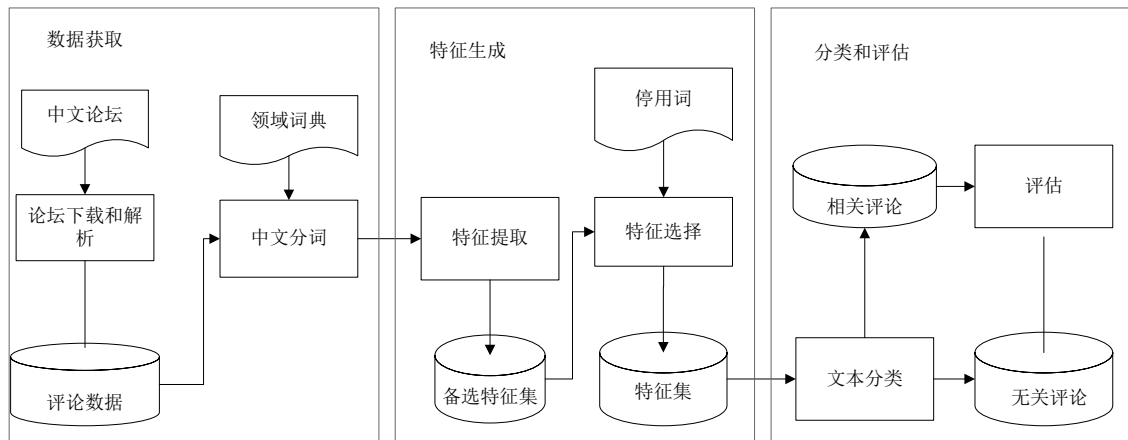 数据获取
中文论坛
领域词典
论坛下载和解
析
中文分词
评论数据
特征生成
停用词
特征提取
特征选择
备选特征集
特征集
分类和评估
相关评论
评估
文本分类
无关评论